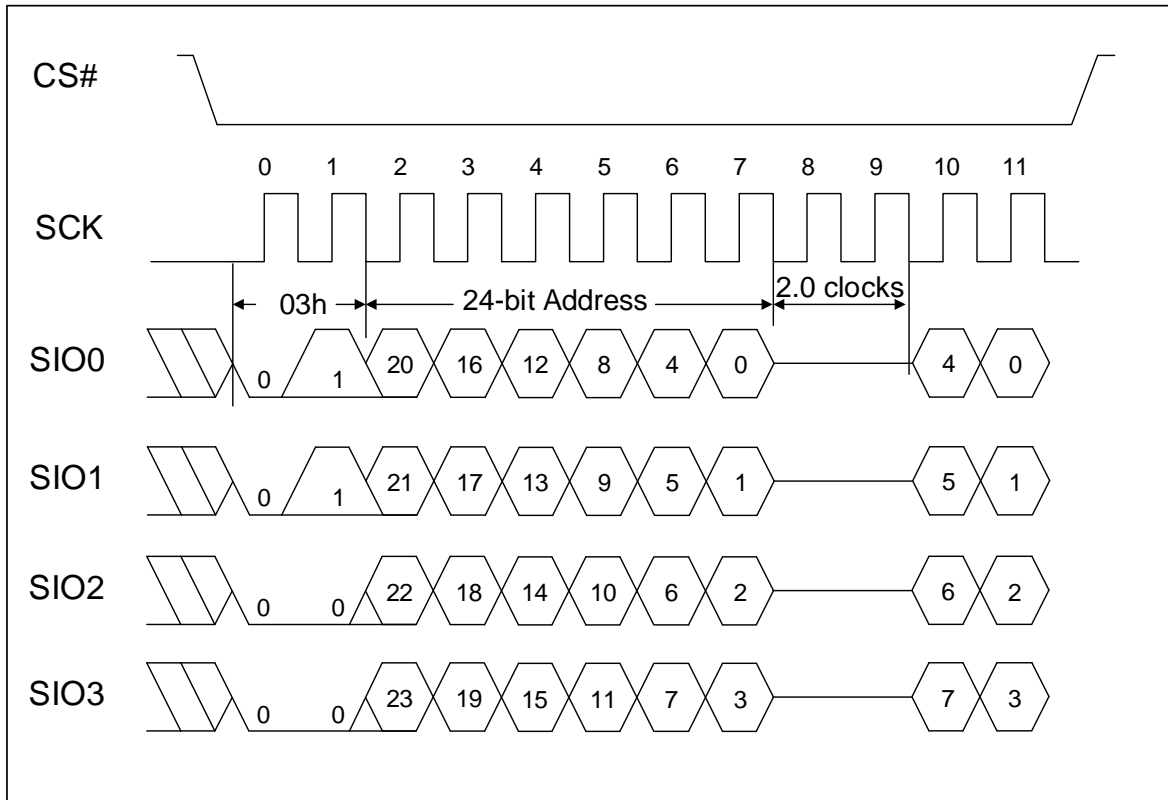 CS#
0 1 2 3 4 5 6 7 8 9 10 11
SCK
03h 24-bit Address 2.0 clocks
SIO0 0 1 20 16 12 8 4 0 4 0
SIO1 0 1 21 17 13 9 5 1 5 1
SIO2 0 0 22 18 14 10 6 2 6 2
SIO3 0 0 23 19 15 11 7 3 7 3